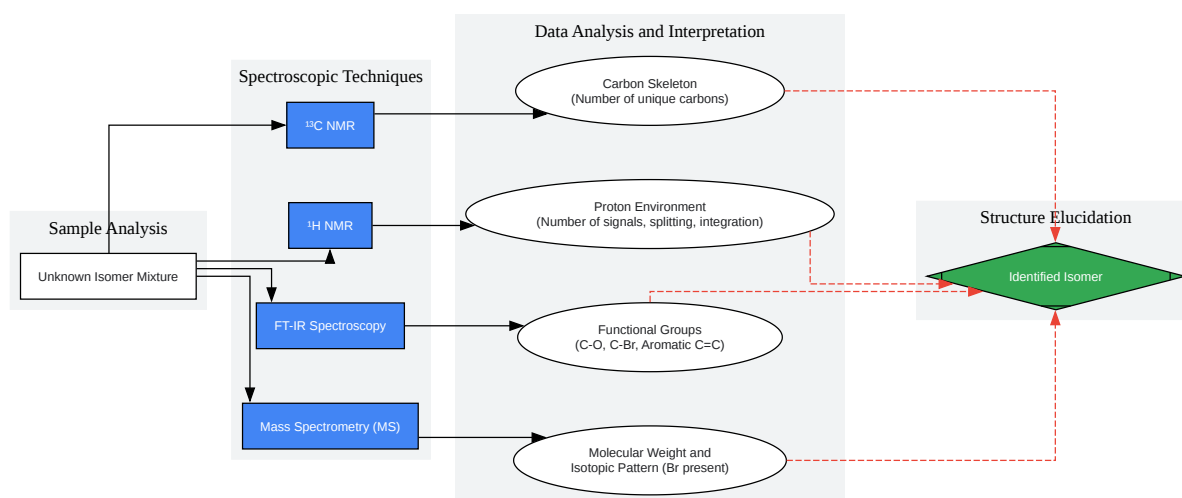 Sample Analysis
Unknown Isomer Mixture
Spectroscopic Techniques
¹³C NMR
¹H NMR
FT-IR Spectroscopy
Mass Spectrometry (MS)
Data Analysis and Interpretation
Carbon Skeleton
(Number of unique carbons)
Proton Environment
(Number of signals, splitting, integration)
Functional Groups
(C-O, C-Br, Aromatic C=C)
Molecular Weight and
Isotopic Pattern (Br present)
Structure Elucidation
Identified Isomer